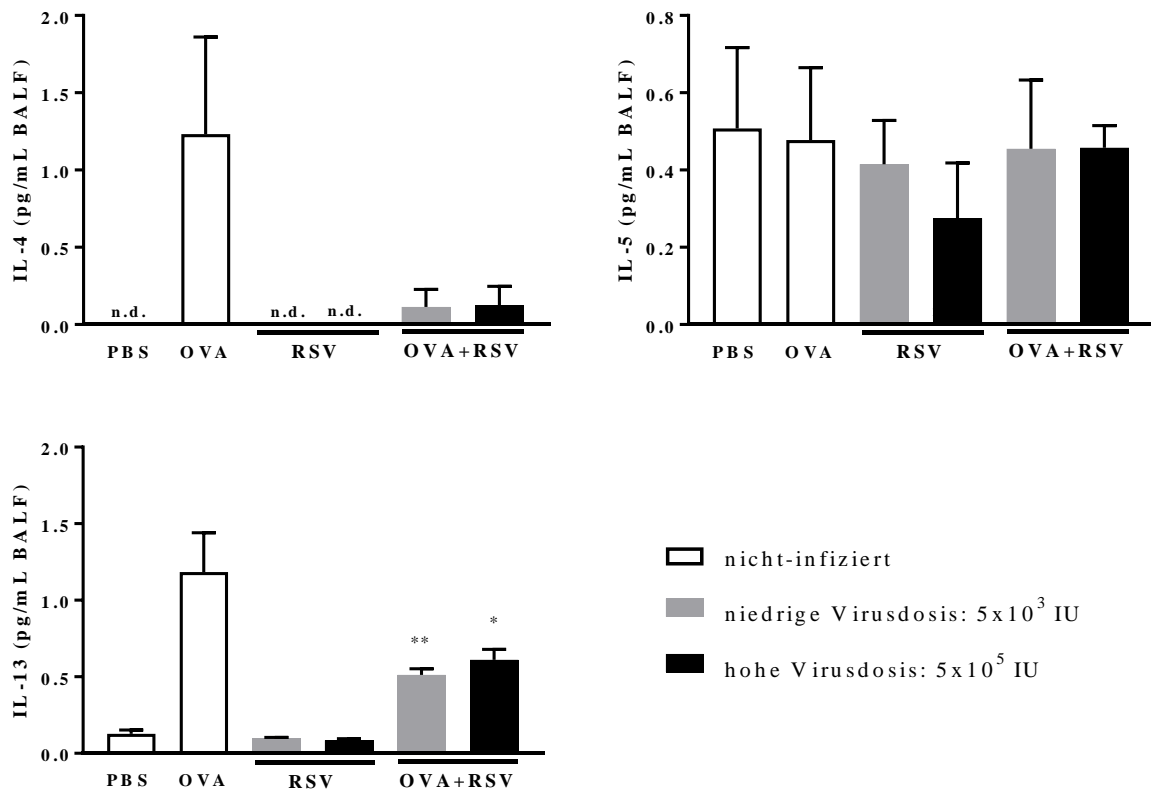 IL-4 (pg/mL BALF)
2.0
1.5
1.0
0.5
0.0
n.d.
n.d.
n.d.
PBS
OVA
RSV
OVA+RSV
IL-5 (pg/mL BALF)
0.8
0.6
0.4
0.2
0.0
PBS
OVA
RSV
OVA+RSV
IL-13 (pg/mL BALF)
2.0
1.5
1.0
0.5
0.0
**
*
PBS
OVA
RSV
OVA+RSV
nicht-infiziert
niedrige Virusdosis: 5x10³ IU
hohe Virusdosis: 5x10⁵ IU